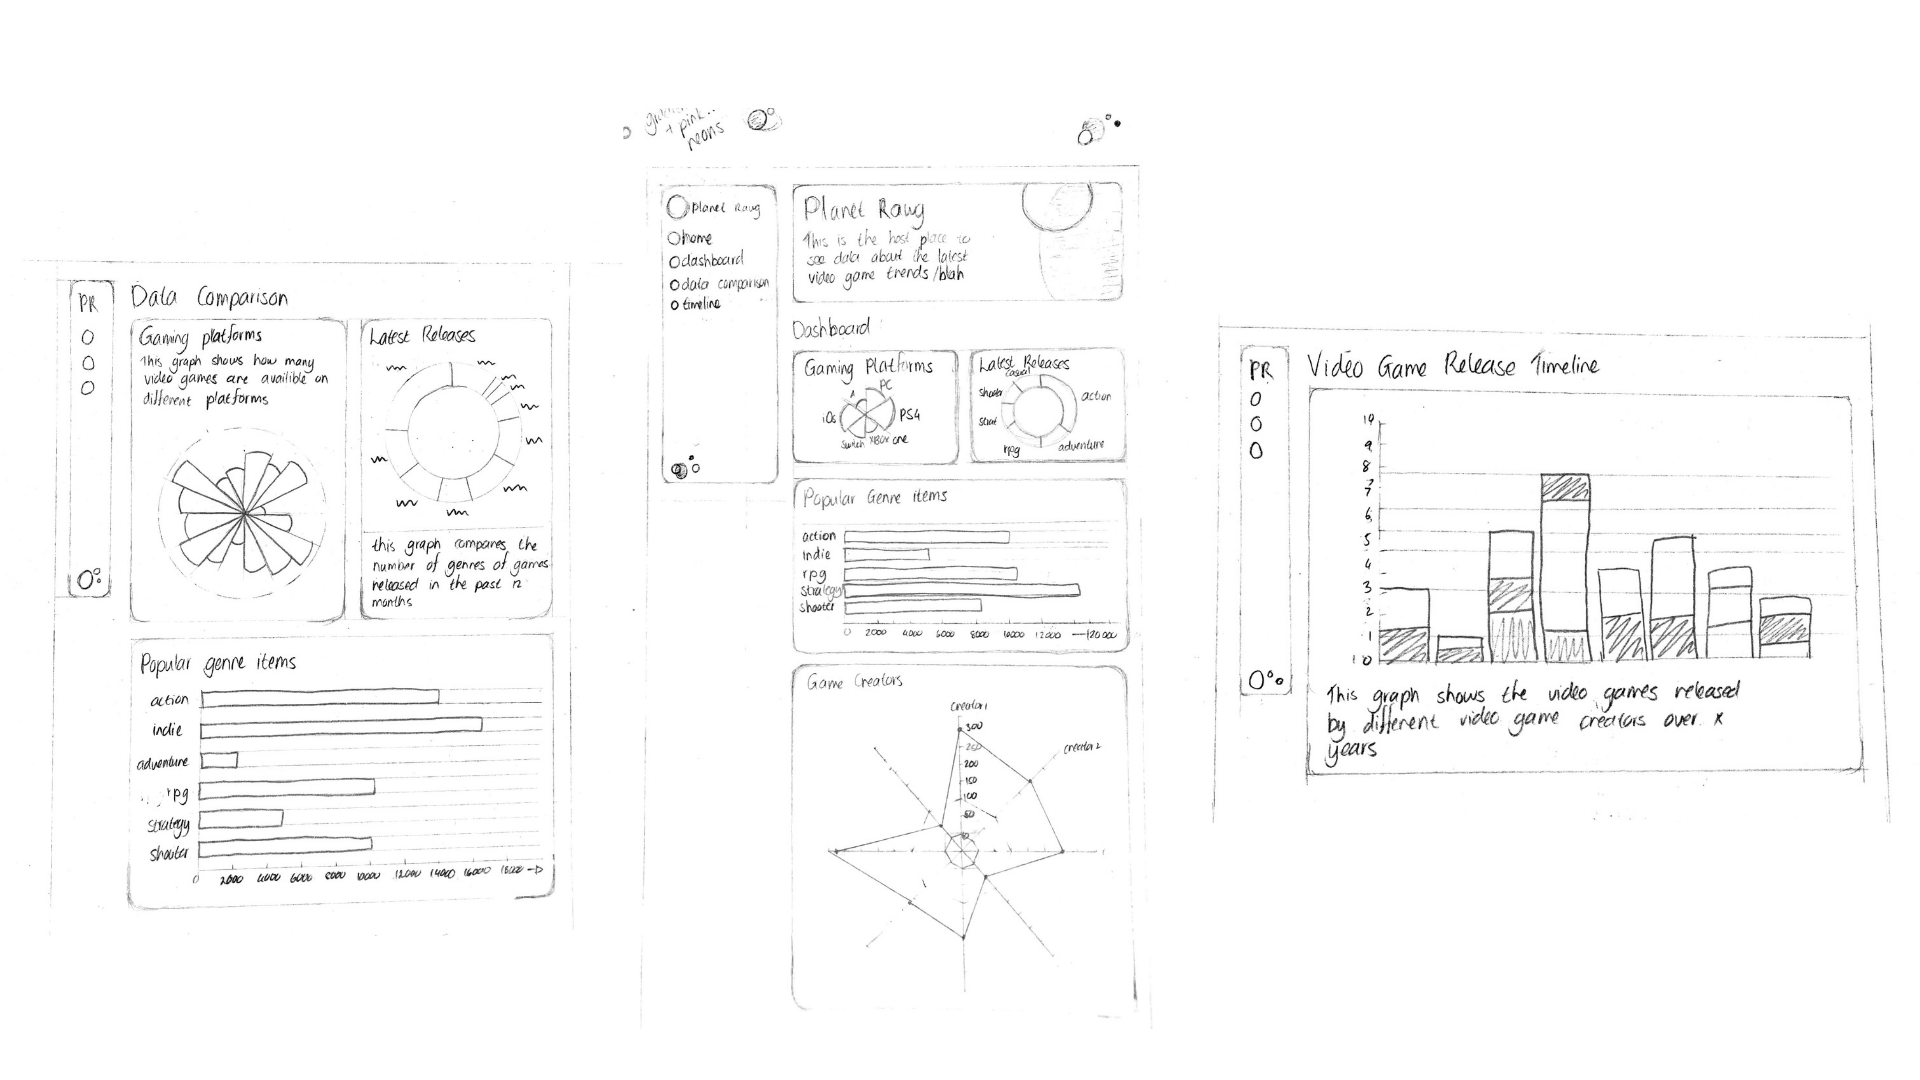 PR
Data Comparison
Gaming platforms
This graph shows how many
video games are availible on
different platforms
Latest Releases
this graph compares the
number of genres of games
released in the past 12
months
Popular genre items
action
indie
adventure
rpg
strategy
shooter
0 2000 4000 6000 8000 10000 12000 14000 16000
+ pink..
neons
Planet Rawg
home
dashboard
data comparison
timeline
Planet Rawg
This is the host place to
see data about the latest
video game trends/blah
Dashboard
Gaming Platforms
PC
A
iOs
PS4
Switch
XBOX one
Latest Releases
casual
shooter
action
strat
rpg
adventure
Popular Genre items
action
indie
rpg
strategy
shooter
0 2000 4000 6000 8000 10000 12000 —120000
Game Creators
Creator1
creator2
300
250
200
150
100
50
PR
Video Game Release Timeline
10
9
8
7
7
6
5
4
3
2
1
0
This graph shows the video games released
by different video game creators over x
years